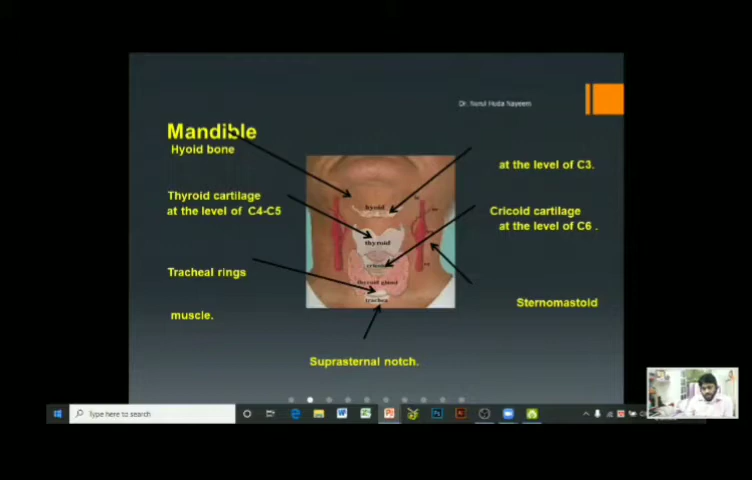 Dr. Nurul Huda Nayeem
Mandible
Hyoid bone
at the level of C3.
Thyroid cartilage
at the level of C4-C5
Cricoid cartilage
at the level of C6 .
hyoid
thyroid
thyroid gland
trachea
Tracheal rings
Sternomastoid
muscle.
Suprasternal notch.
Type here to search